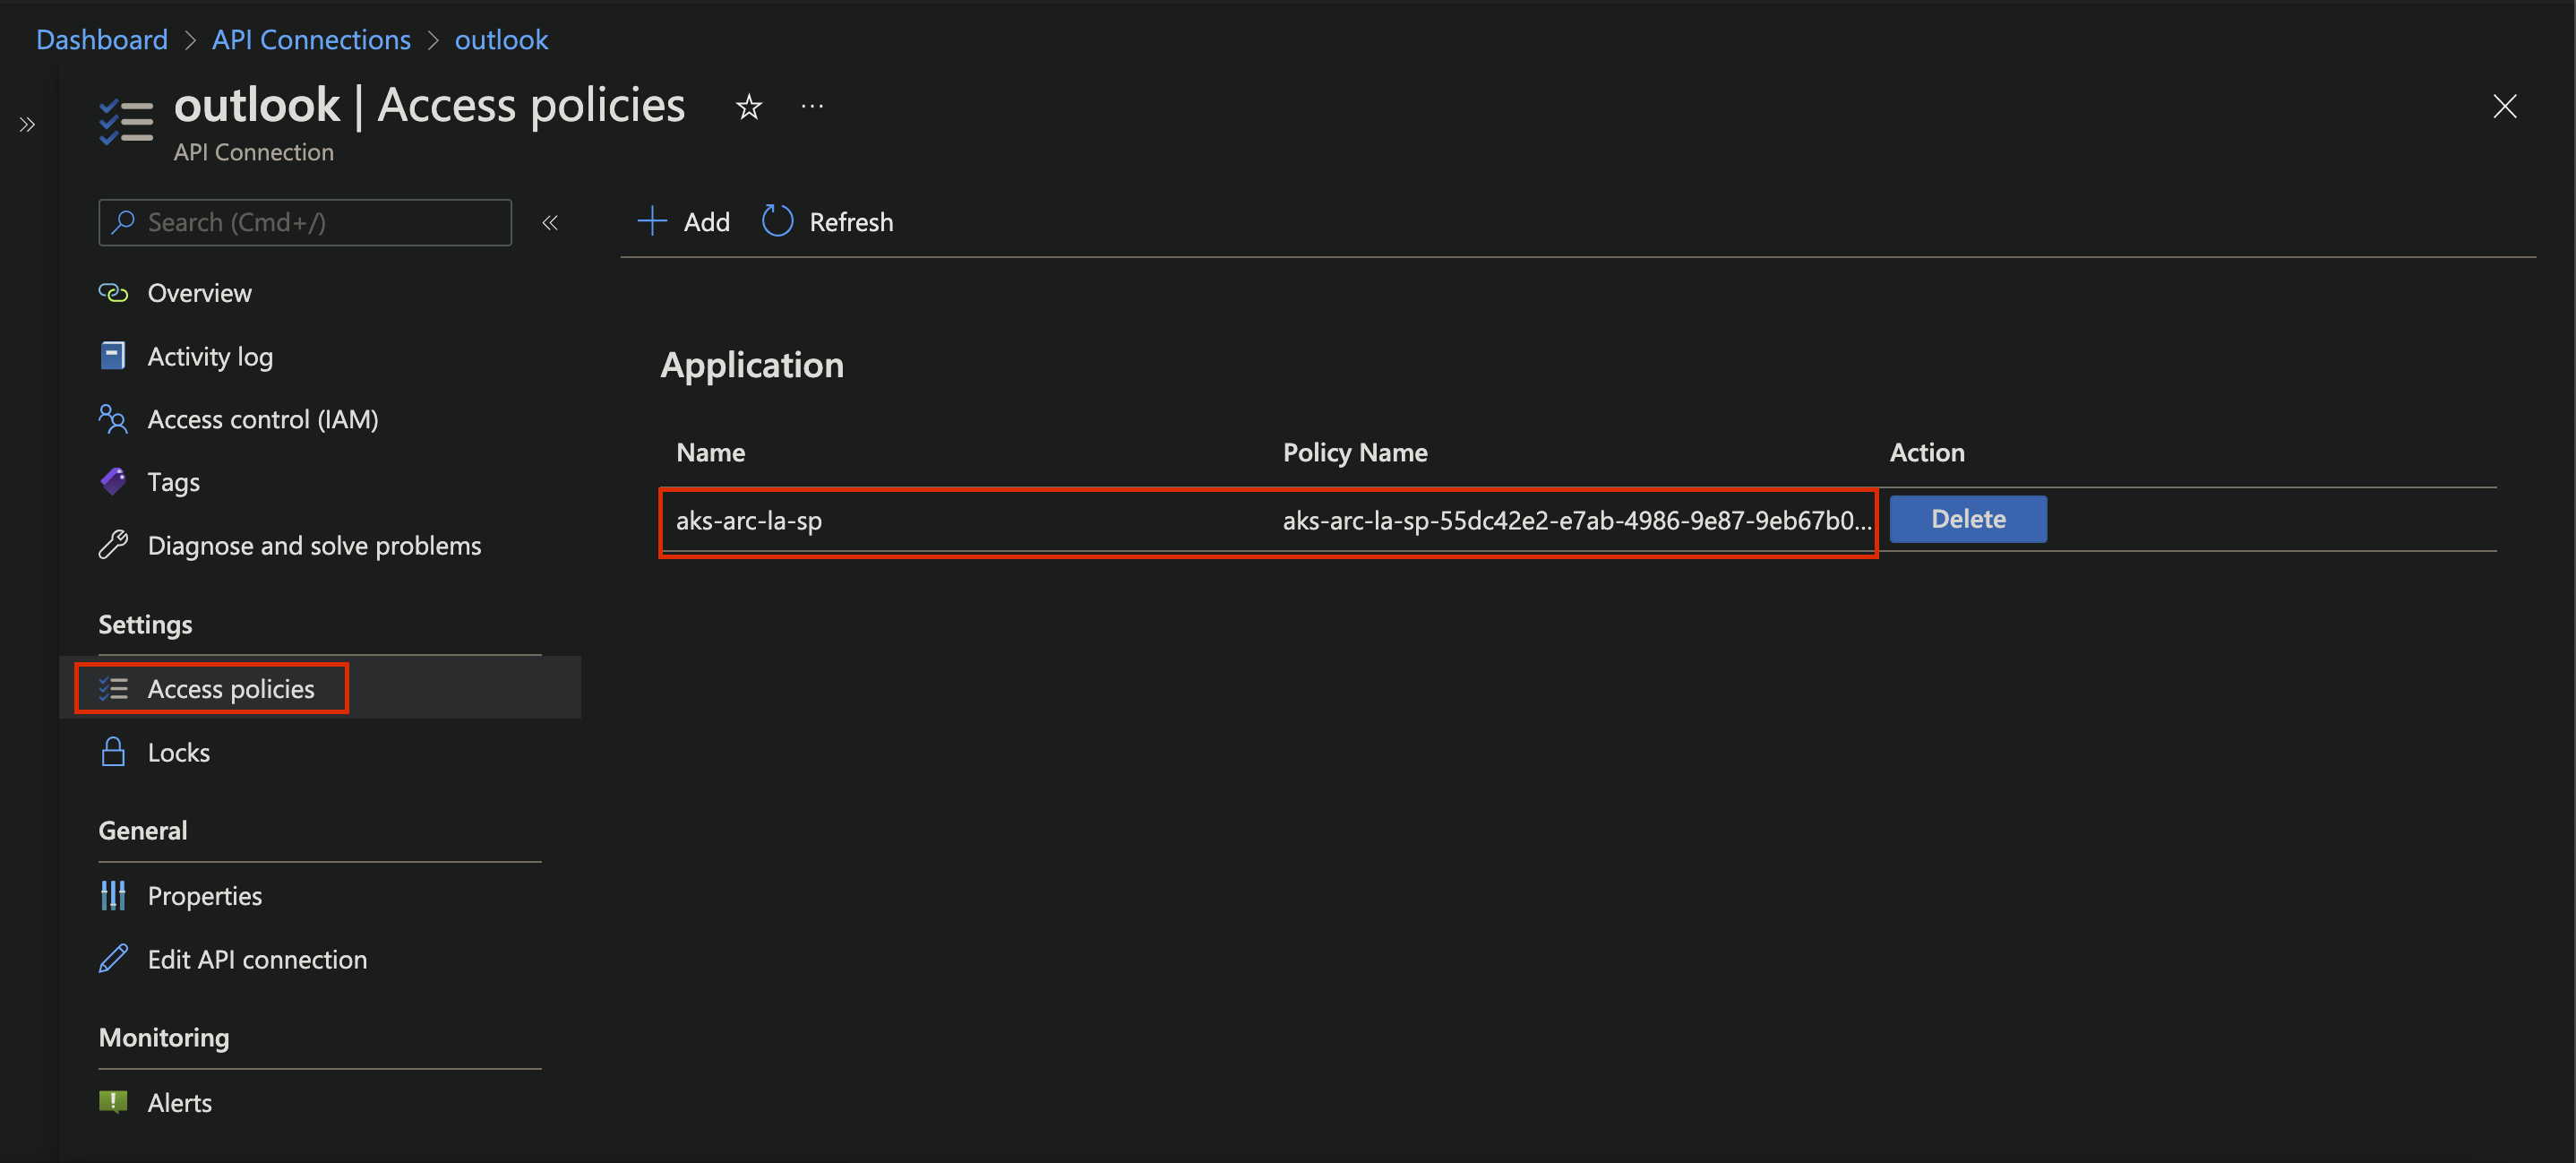 Dashboard > API Connections > outlook
outlook | Access policies
API Connection
Search (Cmd+/)
Add
Refresh
Overview
Activity log
Access control (IAM)
Tags
Diagnose and solve problems
Settings
Access policies
Locks
General
Properties
Edit API connection
Monitoring
Alerts
Application
Name Policy Name Action
aks-arc-la-sp aks-arc-la-sp-55dc42e2-e7ab-4986-9e87-9eb67b0... Delete